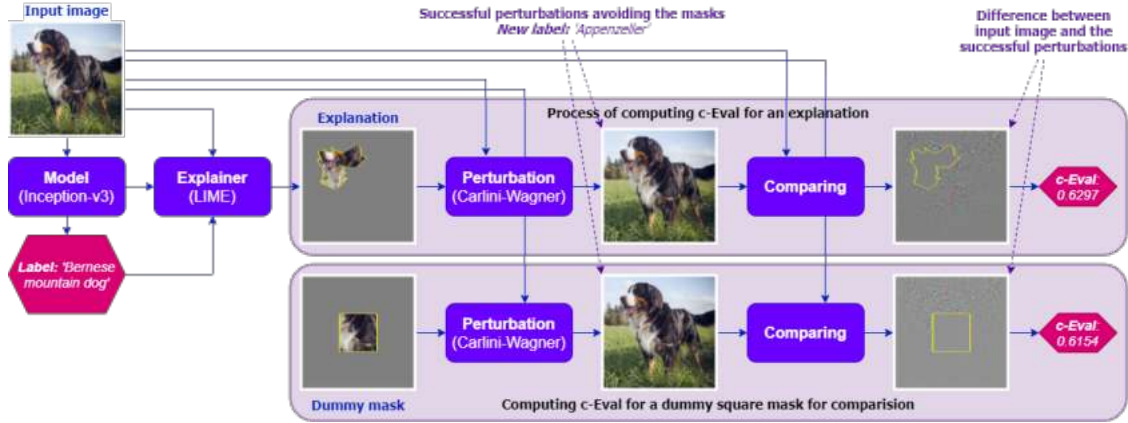 Input image
Successful perturbations avoiding the masks
New label: 'Appenzeller'
Difference between
input image and the
successful perturbations
Process of computing c-Eval for an explanation
Explanation
Model
(Inception-v3)
Explainer
(LIME)
Perturbation
(Carlini-Wagner)
Comparing
c-Eval:
0.6297
Label: 'Bernese
mountain dog'
Perturbation
(Carlini-Wagner)
Comparing
c-Eval:
0.6154
Dummy mask
Computing c-Eval for a dummy square mask for comparision